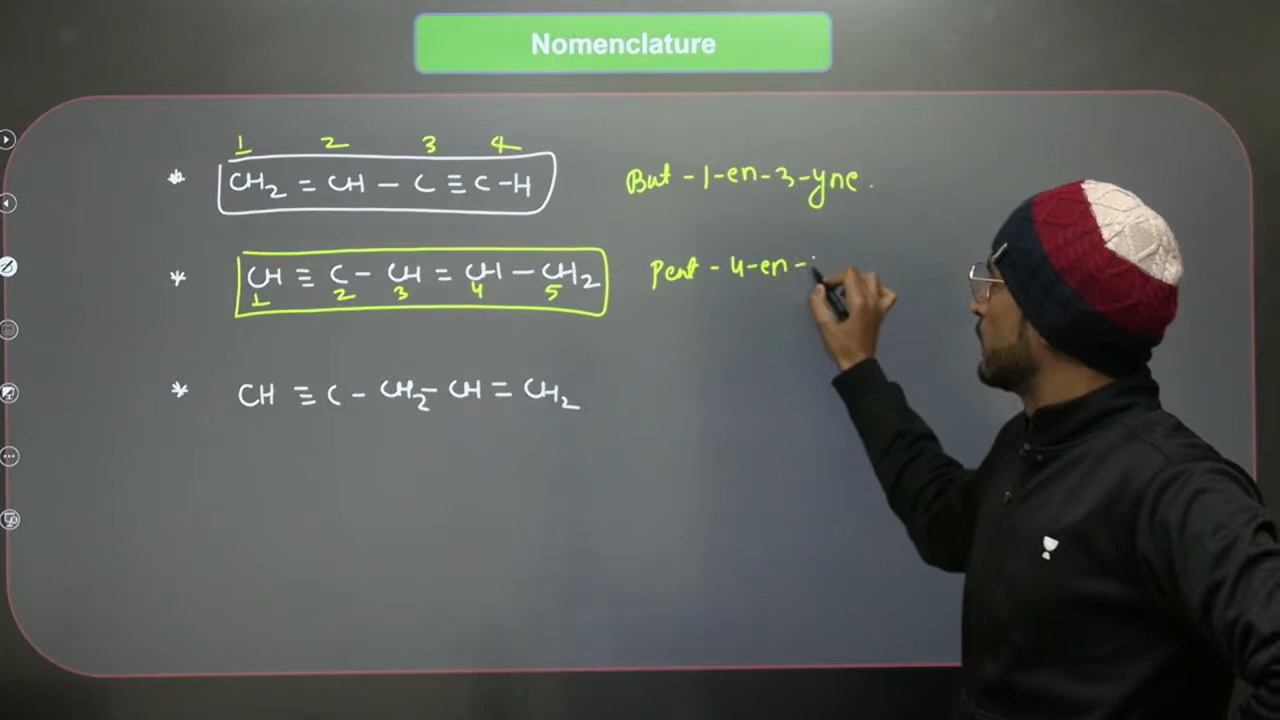 Nomenclature
1 2 3 4
* CH₂ = CH – C ≡ C – H But - 1 - en - 3 - yne .
* CH ≡ C – CH = CH – CH₂ Pent - 4 - en -
1 2 3 4 5
* CH ≡ C – CH₂ – CH = CH₂